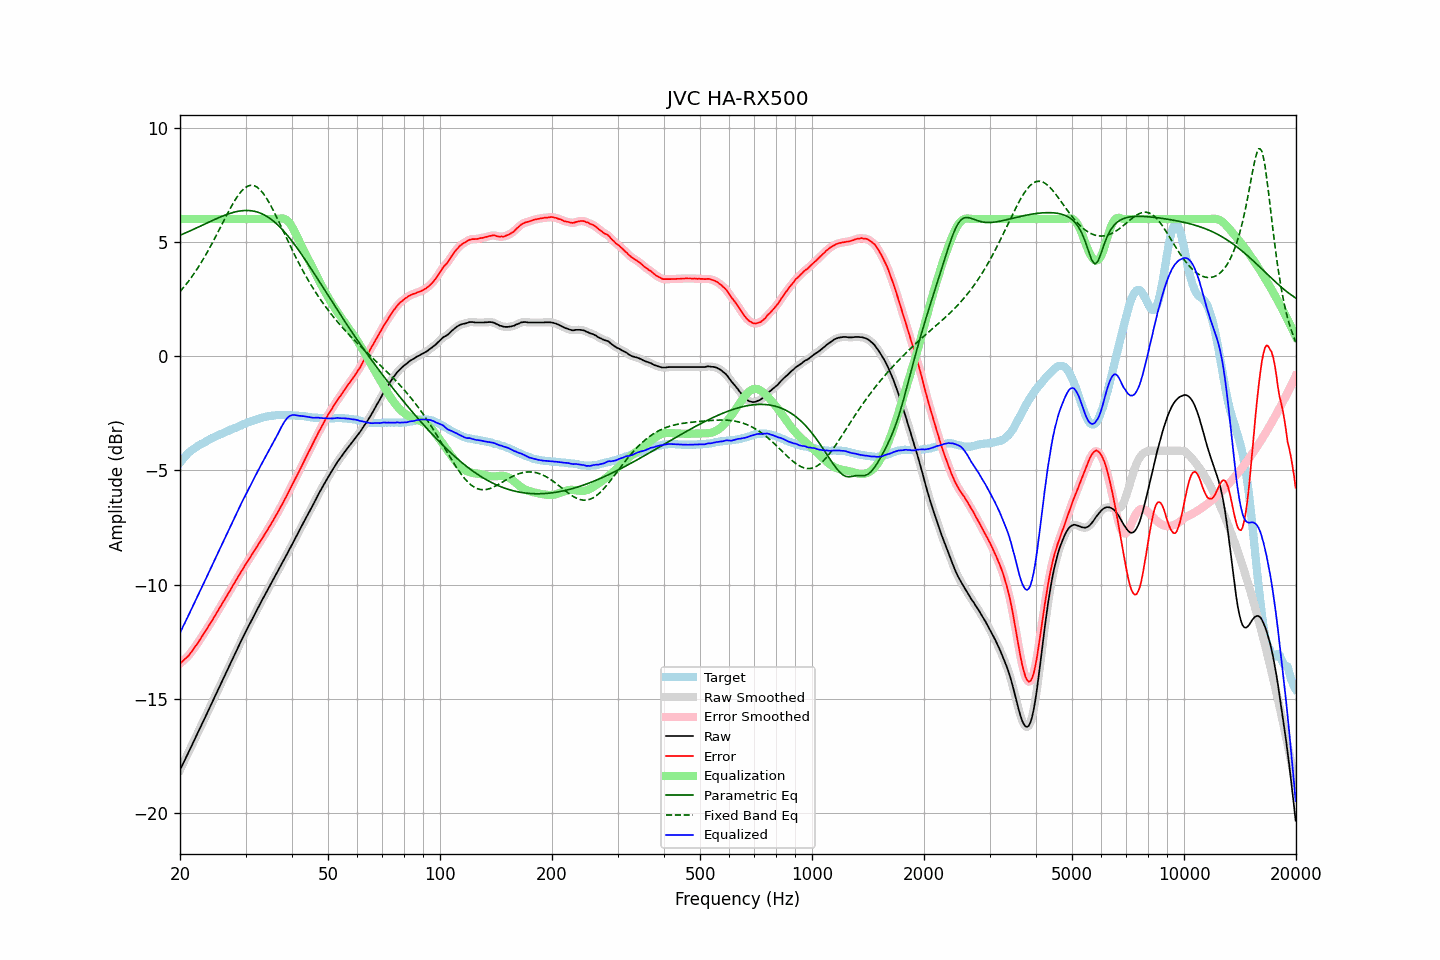 JVC HA-RX500
Amplitude (dBr)
10
5
0
−5
−10
−15
−20
Target
Raw Smoothed
Error Smoothed
Raw
Error
Equalization
Parametric Eq
Fixed Band Eq
Equalized
20 50 100 200 500 1000 2000 5000 10000 20000
Frequency (Hz)